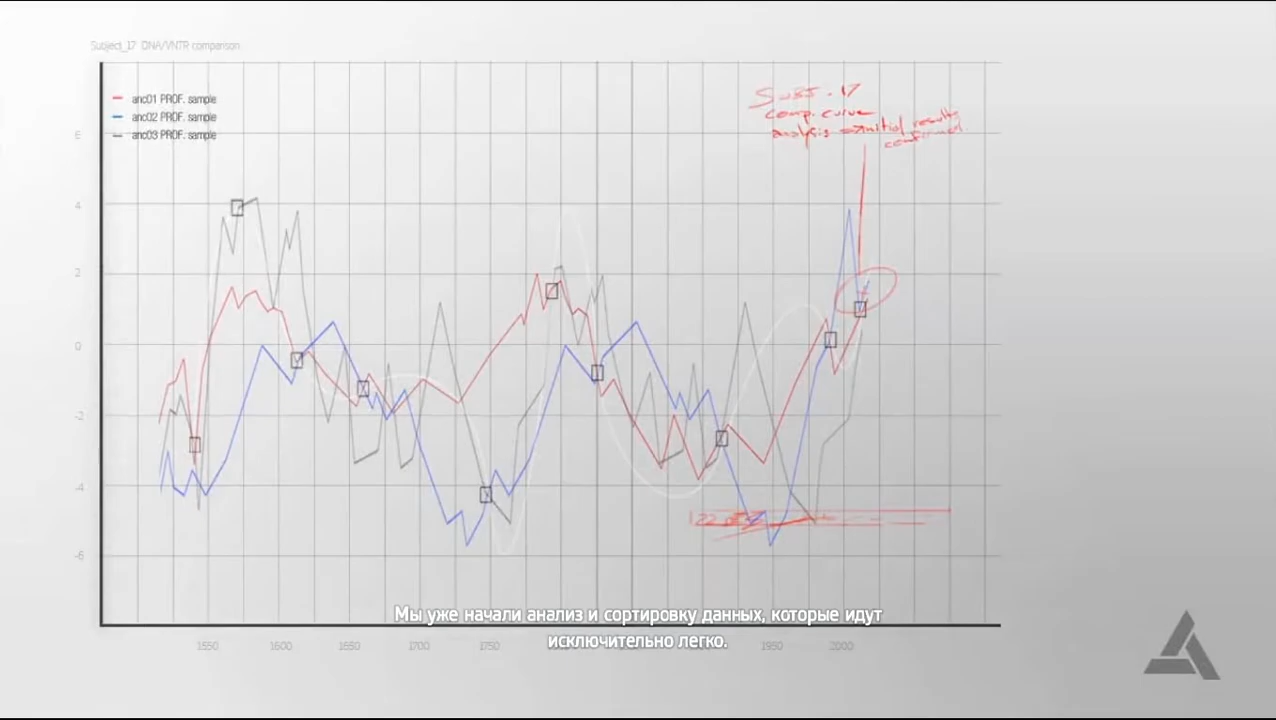 Subject_17 DNA/VNTR comparison
anc01 PROF. sample
anc02 PROF. sample
anc03 PROF. sample
SUBJ. 17
comp. curve
analysis initial results
confirmed.
6
4
2
0
-2
-4
-6
Мы уже начали анализ и сортировку данных, которые идут
исключительно легко.
1550 1600 1650 1700 1750 1950 2000